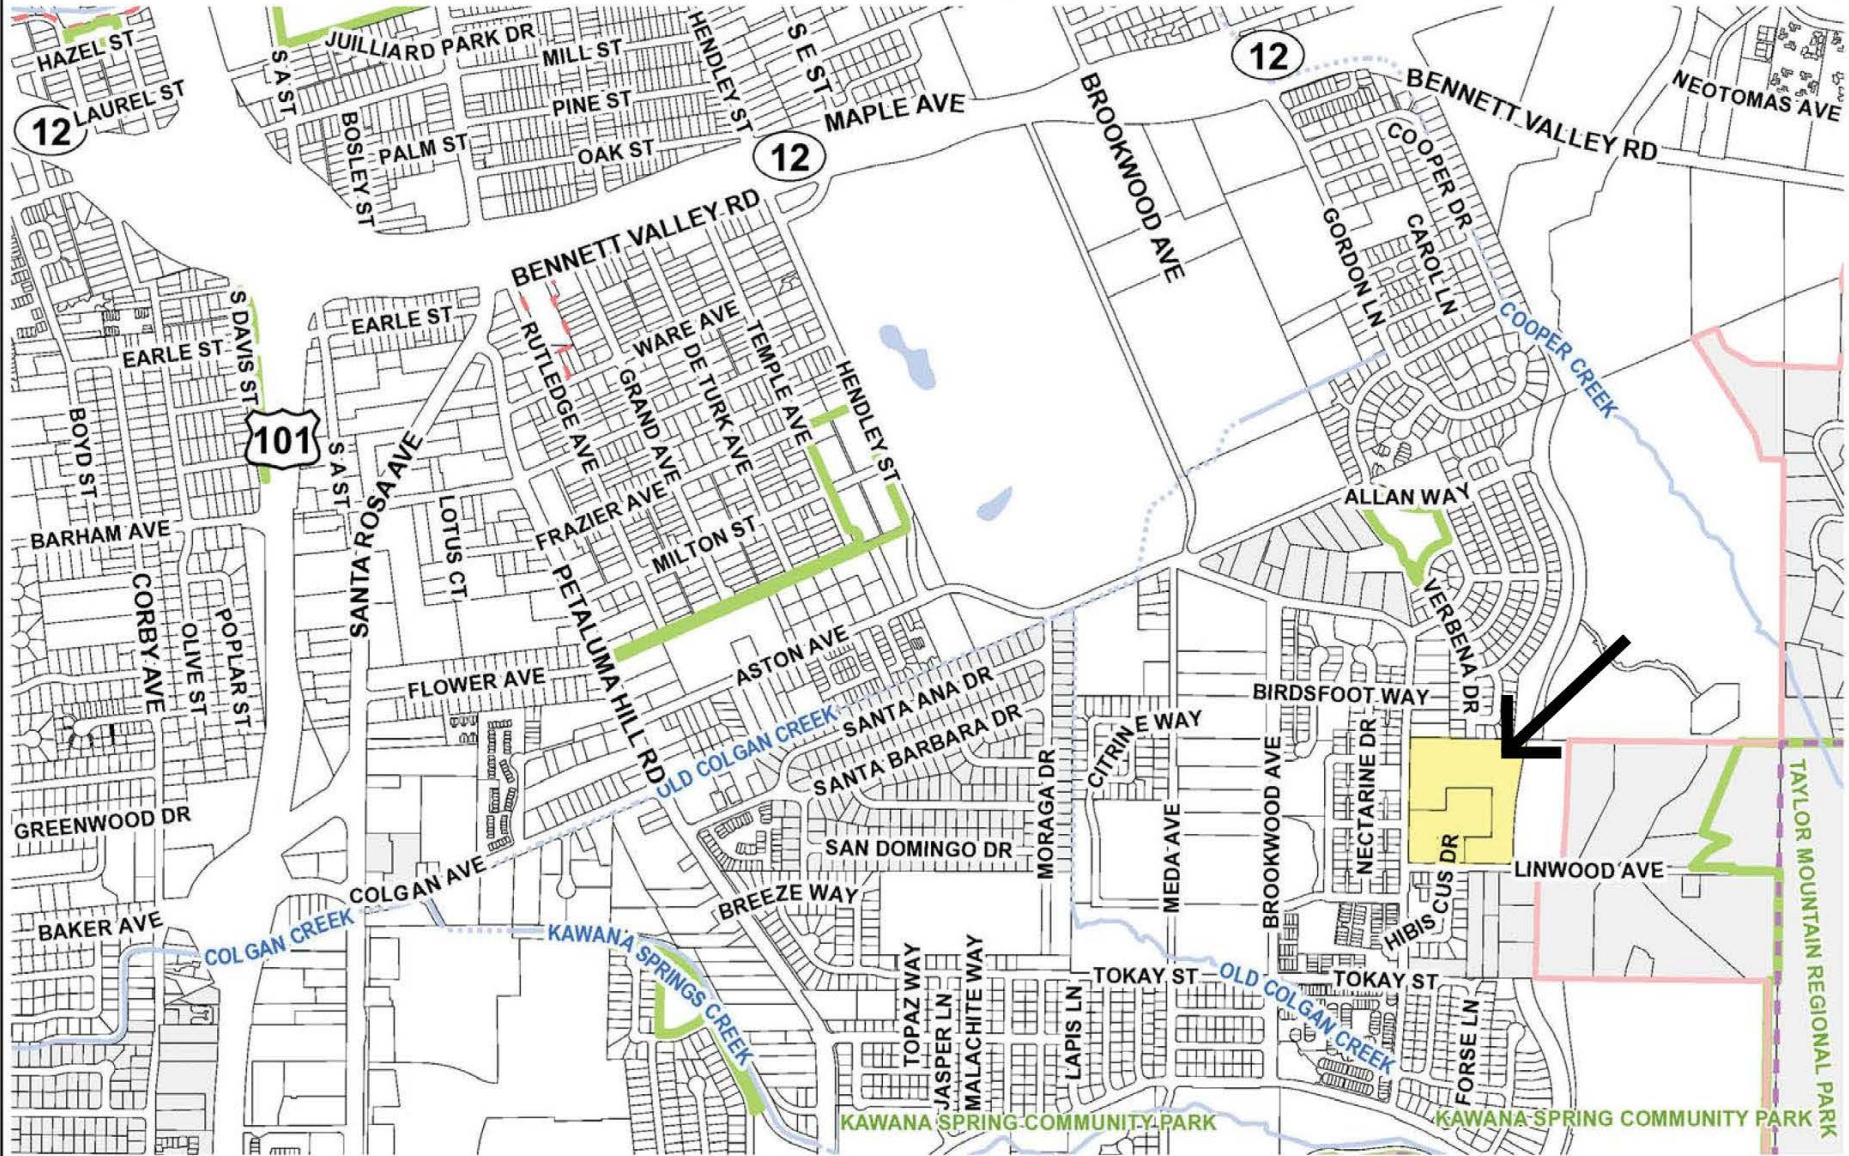 HAZEL ST
LAUREL ST
12
S A ST
JUILLIARD PARK DR
MILL ST
HENDLEY ST
S E ST
PINE ST
BOSLEY ST
PALM ST
OAK ST
MAPLE AVE
12
12
BROOKWOOD AVE
BENNETT VALLEY RD
NEOTOMAS AVE
COOPER DR
CAROL LN
GORDON LN
COOPER CREEK
BENNETT VALLEY RD
S DAVIS ST
EARLE ST
EARLE ST
RUTLEDGE AVE
WARE AVE
GRAND AVE
DE TURK AVE
TEMPLE AVE
HENDLEY ST
BOYD ST
101
S A ST
SANTA ROSA AVE
LOTUS CT
FRAZIER AVE
MILTON ST
ALLAN WAY
BARHAM AVE
CORBY AVE
OLIVE ST
POPLAR ST
PETALUMA HILL RD
VERBENA DR
ASTON AVE
FLOWER AVE
BIRDSFOOT WAY
OLD COLGAN CREEK
SANTA ANA DR
SANTA BARBARA DR
CITRINE WAY
NECTARINE DR
MORAGA DR
MEDA AVE
BROOKWOOD AVE
GREENWOOD DR
SAN DOMINGO DR
HIBISCUS DR
LINWOOD AVE
TAYLOR MOUNTAIN REGIONAL PARK
COLGAN AVE
BREEZE WAY
BAKER AVE
COLGAN CREEK
KAWANA SPRINGS CREEK
TOPAZ WAY
JASPER LN
MALACHITE WAY
LAPIS LN
TOKAY ST
OLD COLGAN CREEK
TOKAY ST
FORSE LN
KAWANA SPRING COMMUNITY PARK
KAWANA SPRING COMMUNITY PARK